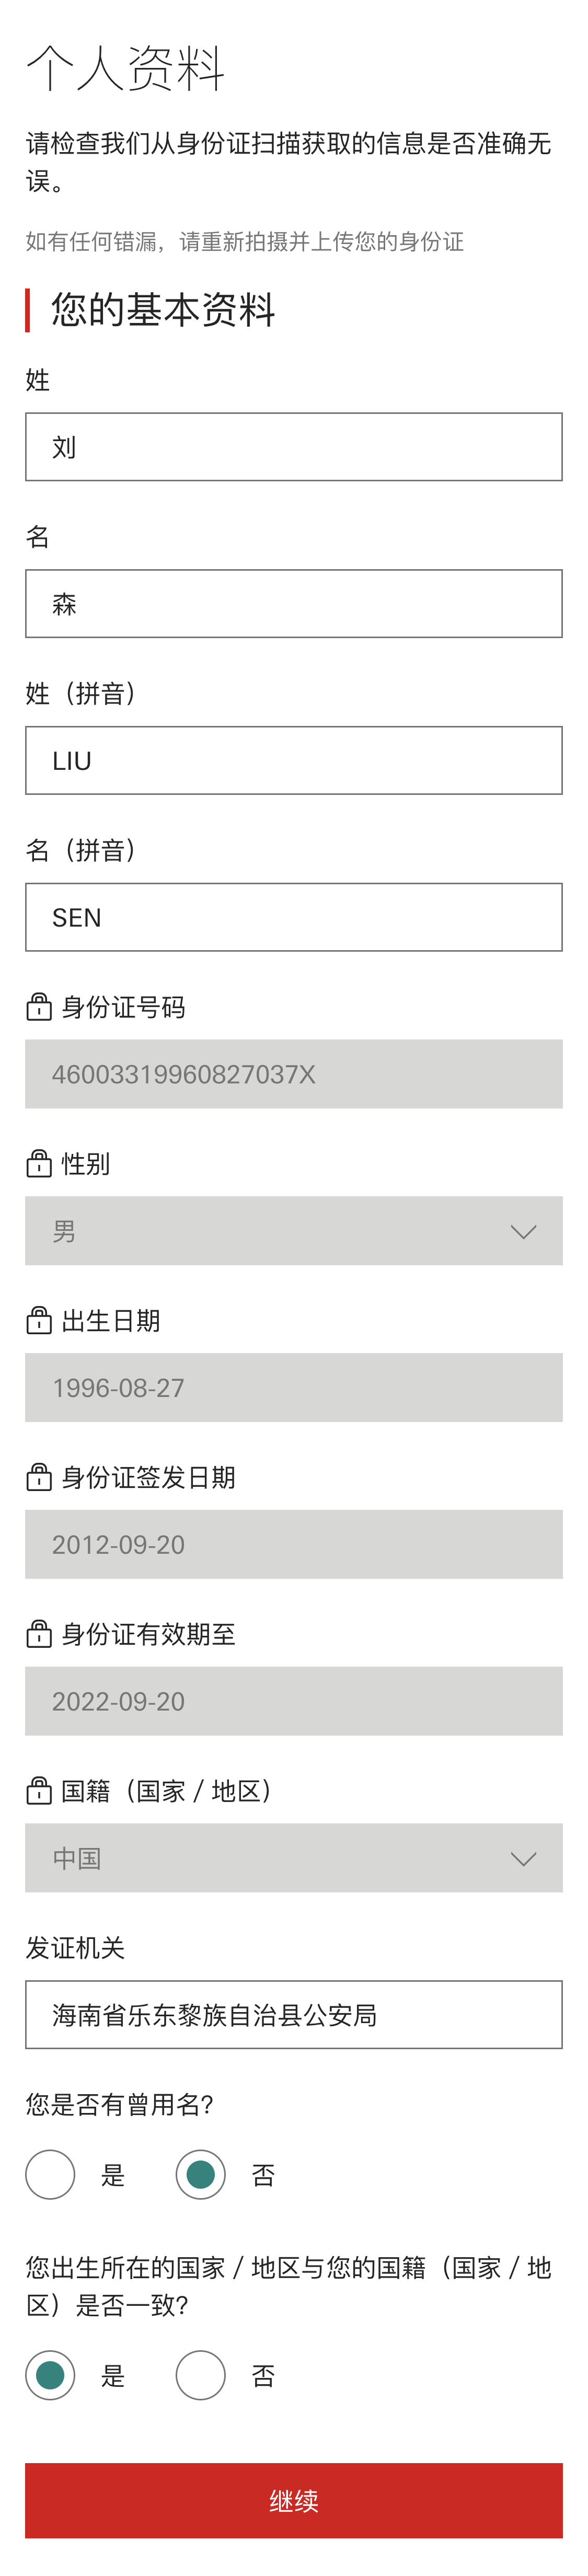 个人资料
请检查我们从身份证扫描获取的信息是否准确无
误。
如有任何错漏，请重新拍摄并上传您的身份证
您的基本资料
姓
刘
名
森
姓（拼音）
LIU
名（拼音）
SEN
身份证号码
46003319960827037X
性别
男
出生日期
1996-08-27
身份证签发日期
2012-09-20
身份证有效期至
2022-09-20
国籍（国家 / 地区）
中国
发证机关
海南省乐东黎族自治县公安局
您是否有曾用名?
是 否
您出生所在的国家 / 地区与您的国籍（国家 / 地
区）是否一致?
是 否
继续